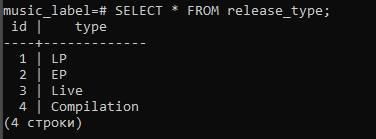 music_label=# SELECT * FROM release_type;
 id |    type
----+-------------
  1 | LP
  2 | EP
  3 | Live
  4 | Compilation
(4 строки)